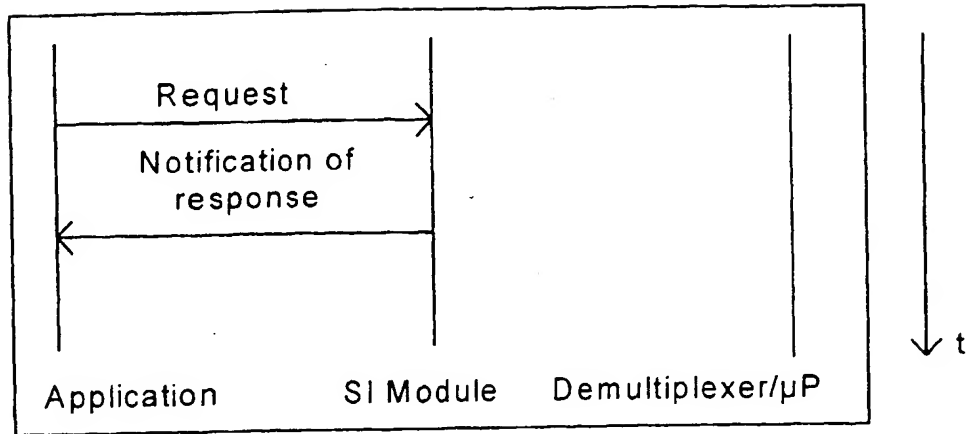 Request
Notification of
response
t
Application SI Module Demultiplexer/µP